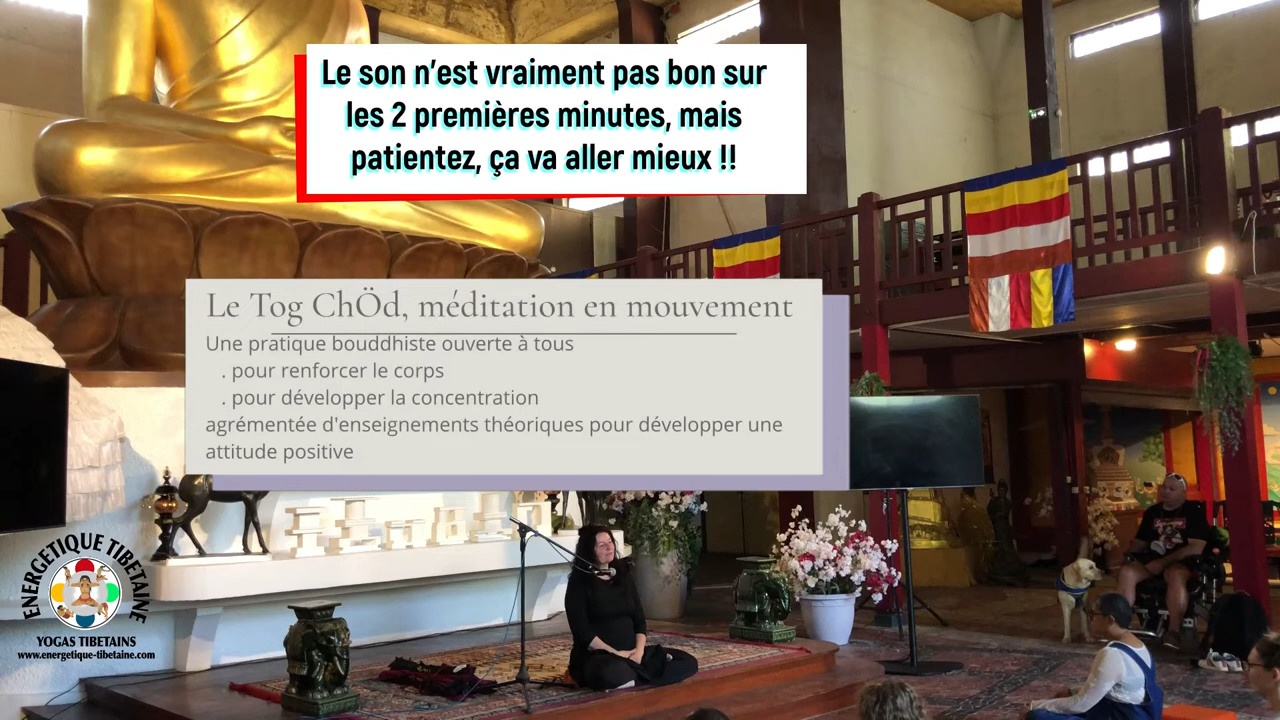 Le son n'est vraiment pas bon sur
les 2 premières minutes, mais
patientez, ça va aller mieux !!
Le Tog ChÖd, méditation en mouvement
Une pratique bouddhiste ouverte à tous
. pour renforcer le corps
. pour développer la concentration
agrémentée d'enseignements théoriques pour développer une
attitude positive
ENERGETIQUE TIBETAINE
YOGAS TIBETAINS
www.energetique-tibetaine.com